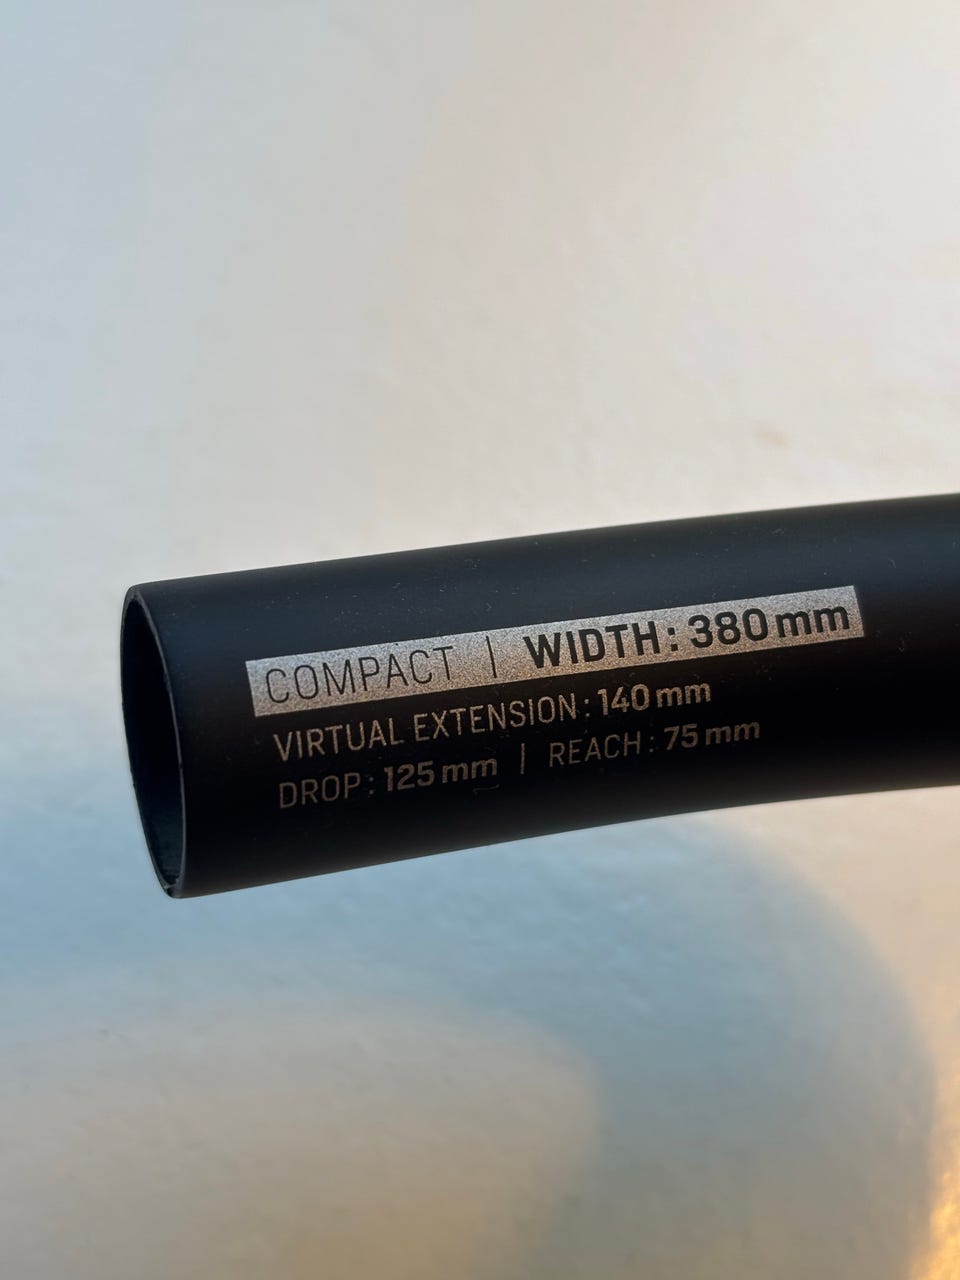 COMPACT | WIDTH: 380 mm
VIRTUAL EXTENSION: 140 mm
DROP: 125 mm | REACH: 75 mm